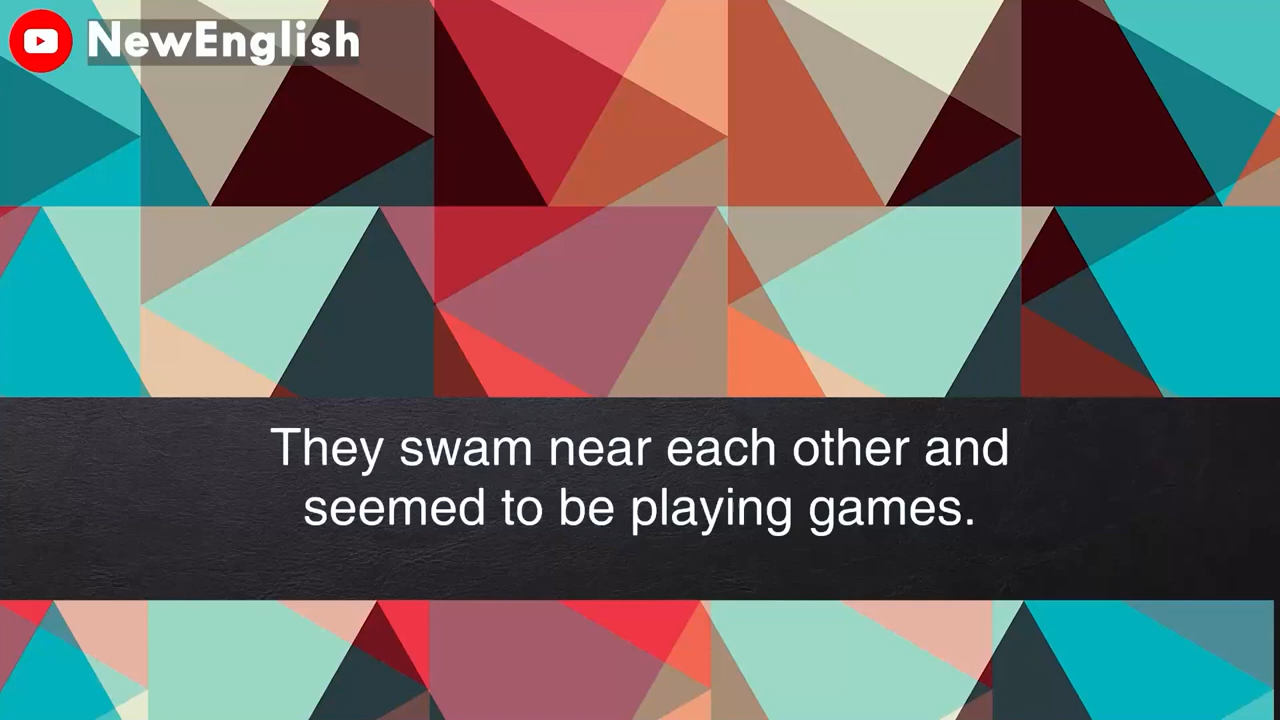 NewEnglish
They swam near each other and
seemed to be playing games.